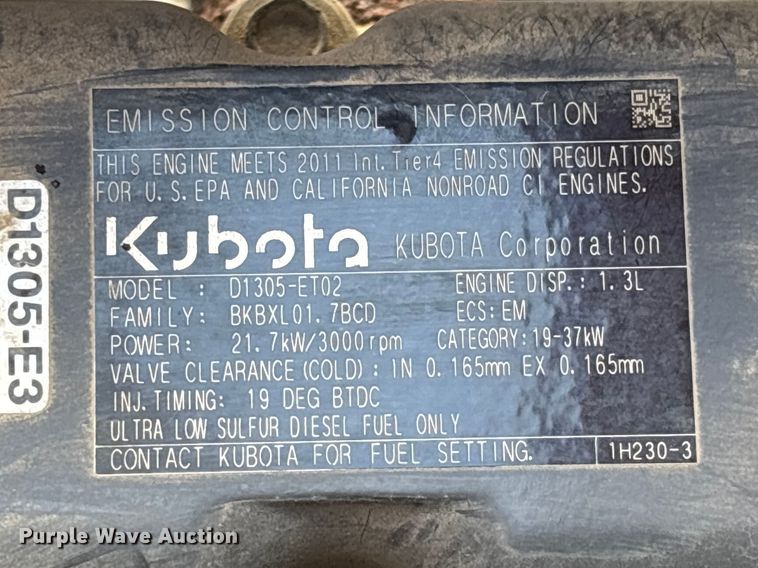 EMISSION CONTROL INFORMATION
THIS ENGINE MEETS 2011 Int. Tier4 EMISSION REGULATIONS
FOR U.S. EPA AND CALIFORNIA NONROAD CI ENGINES.
Kubota KUBOTA Corporation
MODEL : D1305-ET02 ENGINE DISP.: 1.3L
FAMILY: BKBXL01.7BCD ECS: EM
POWER: 21.7kW/3000rpm CATEGORY: 19-37kW
VALVE CLEARANCE (COLD) : IN 0.165mm EX 0.165mm
INJ. TIMING: 19 DEG BTDC
ULTRA LOW SULFUR DIESEL FUEL ONLY
CONTACT KUBOTA FOR FUEL SETTING. 1H230-3
D1305-E3
Purple Wave Auction